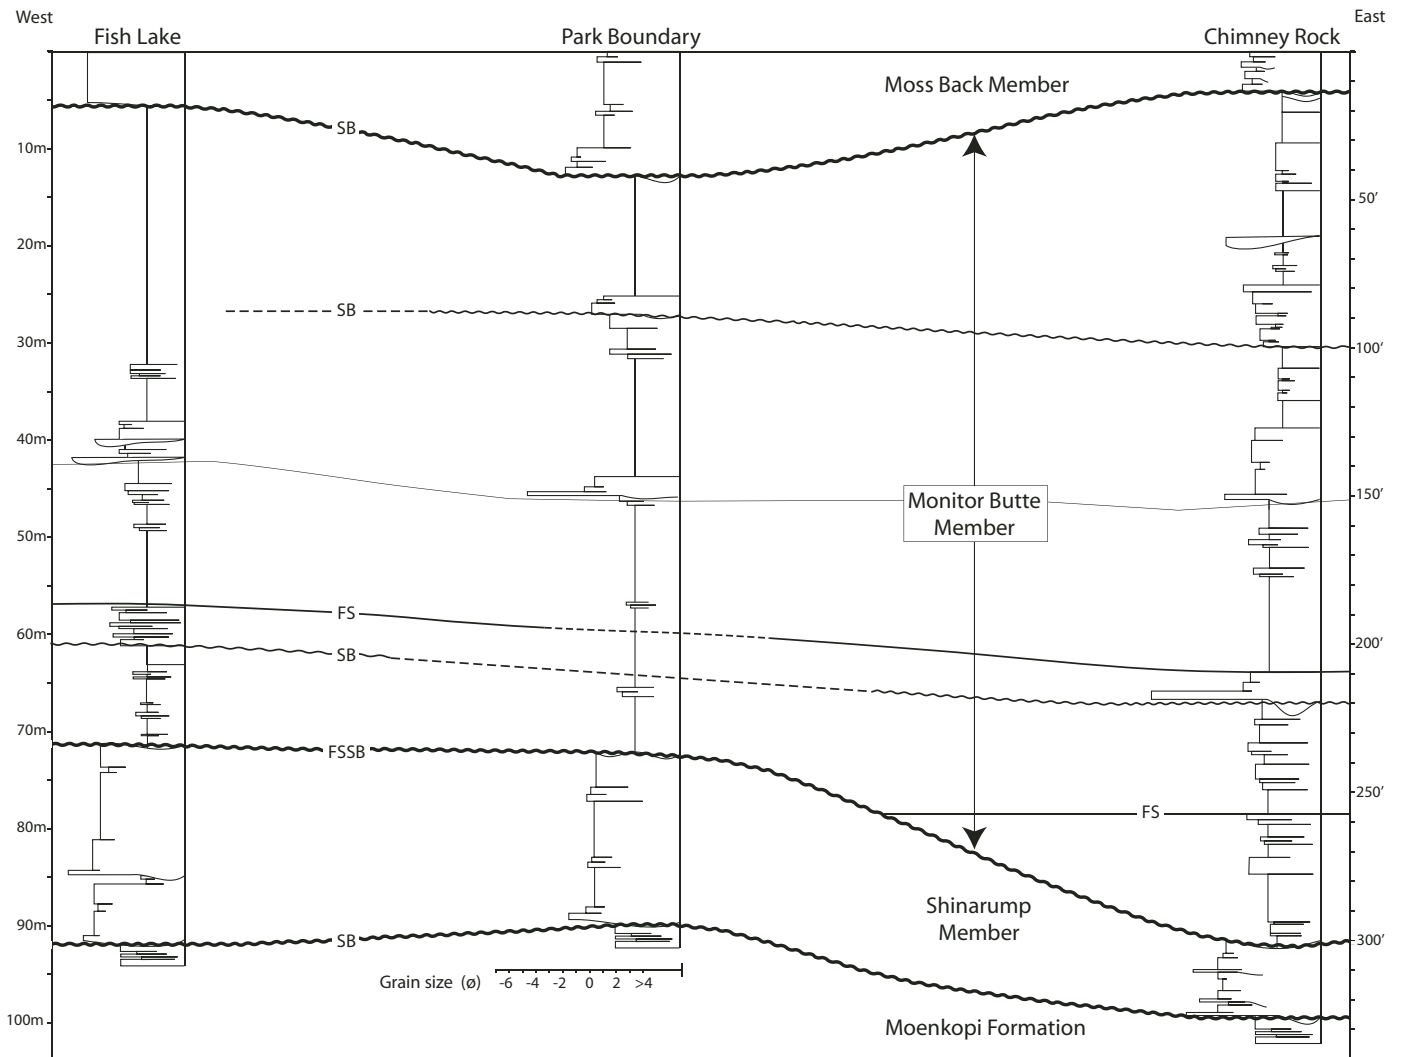 West
East
Fish Lake
Park Boundary
Chimney Rock
Moss Back Member
SB
10m
50'
20m
SB
30m
100'
40m
150'
Monitor Butte
Member
50m
FS
60m
200'
SB
70m
FSSB
250'
FS
80m
Shinarump
Member
90m
SB
300'
Grain size (ø)
-6 -4 -2 0 2 >4
100m
Moenkopi Formation